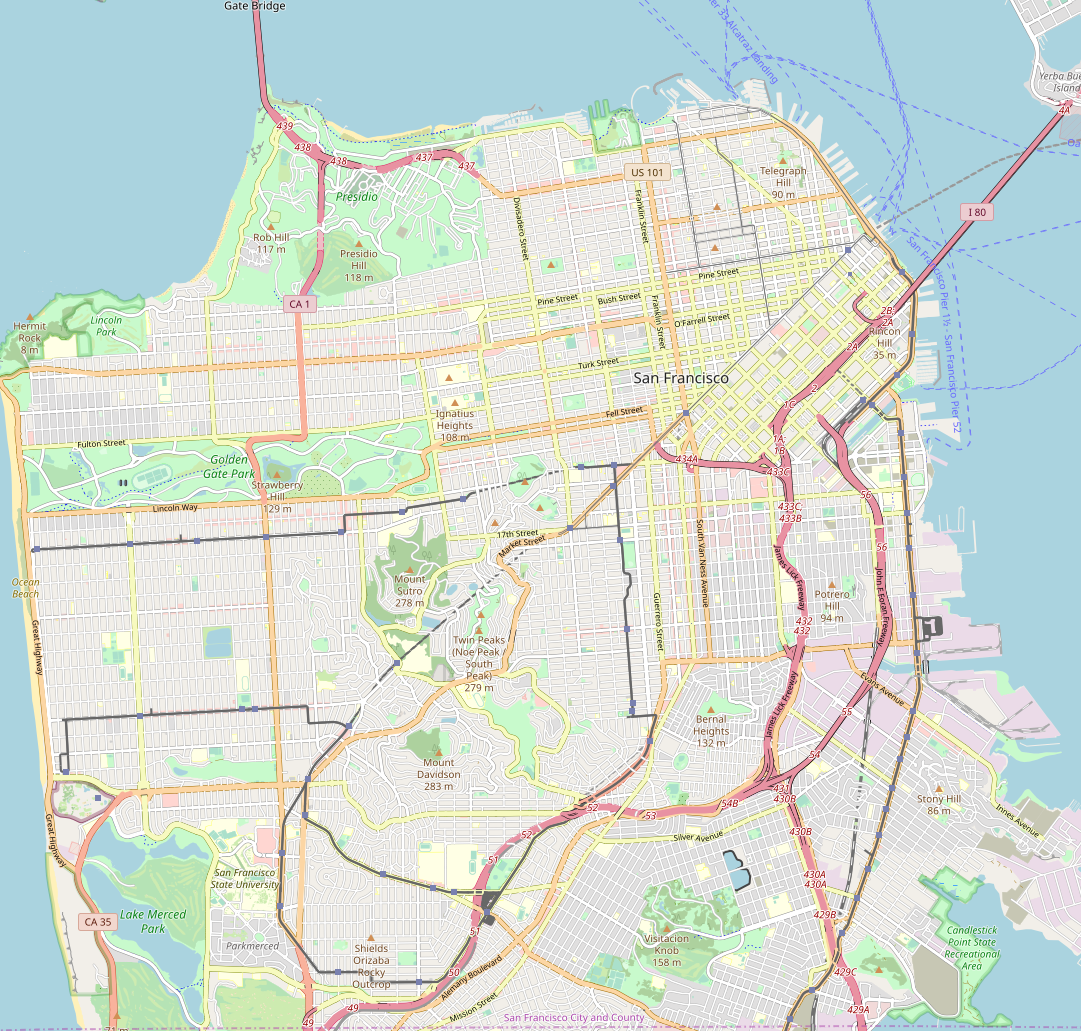 Gate Bridge
er 33 Alcatraz Landing
Yerba Bue
Island
4A
439
438
438
437
437
US 101
Telegraph
Hill
90 m
Presidio
Divisadero Street
Franklin Street
I 80
Rob Hill
117 m
Presidio
Hill
118 m
San Francisco Pier 1½ - San Francisco Pier 52
Pine Street
CA 1
Pine Street
Bush Street
Franklin Street
O'Farrell Street
2B
2A
Rincon
Hill
35 m
2A
Hermit
Rock
8 m
Lincoln
Park
Turk Street
San Francisco
2
1C
Ignatius
Heights
108 m
Fell Street
Fulton Street
1A
1B
Golden
Gate Park
434A
433C
Strawberry
Hill
129 m
56
Lincoln Way
433C
433B
17th Street
Market Street
South Van Ness Avenue
56
Ocean
Beach
Mount
Sutro
278 m
James Lick Freeway
John F Foran Freeway
Potrero
Hill
94 m
Great Highway
Guerrero Street
432
432
Twin Peaks
(Noe Peak /
South
Peak)
279 m
Evans Avenue
James Lick Freeway
Bernal
Heights
132 m
55
Mount
Davidson
283 m
54
431
430B
Stony Hill
86 m
54B
52
53
Innes Avenue
Great Highway
52
Silver Avenue
430B
51
San Francisco
State University
430A
430A
CA 35
Lake Merced
Park
429B
51
Parkmerced
Shields
Orizaba
Rocky
Outcrop
Visitacion
Knob
158 m
Candlestick
Point State
Recreational
Area
50
Alemany Boulevard
429C
49
49
Mission Street
San Francisco City and County
429A
71 m